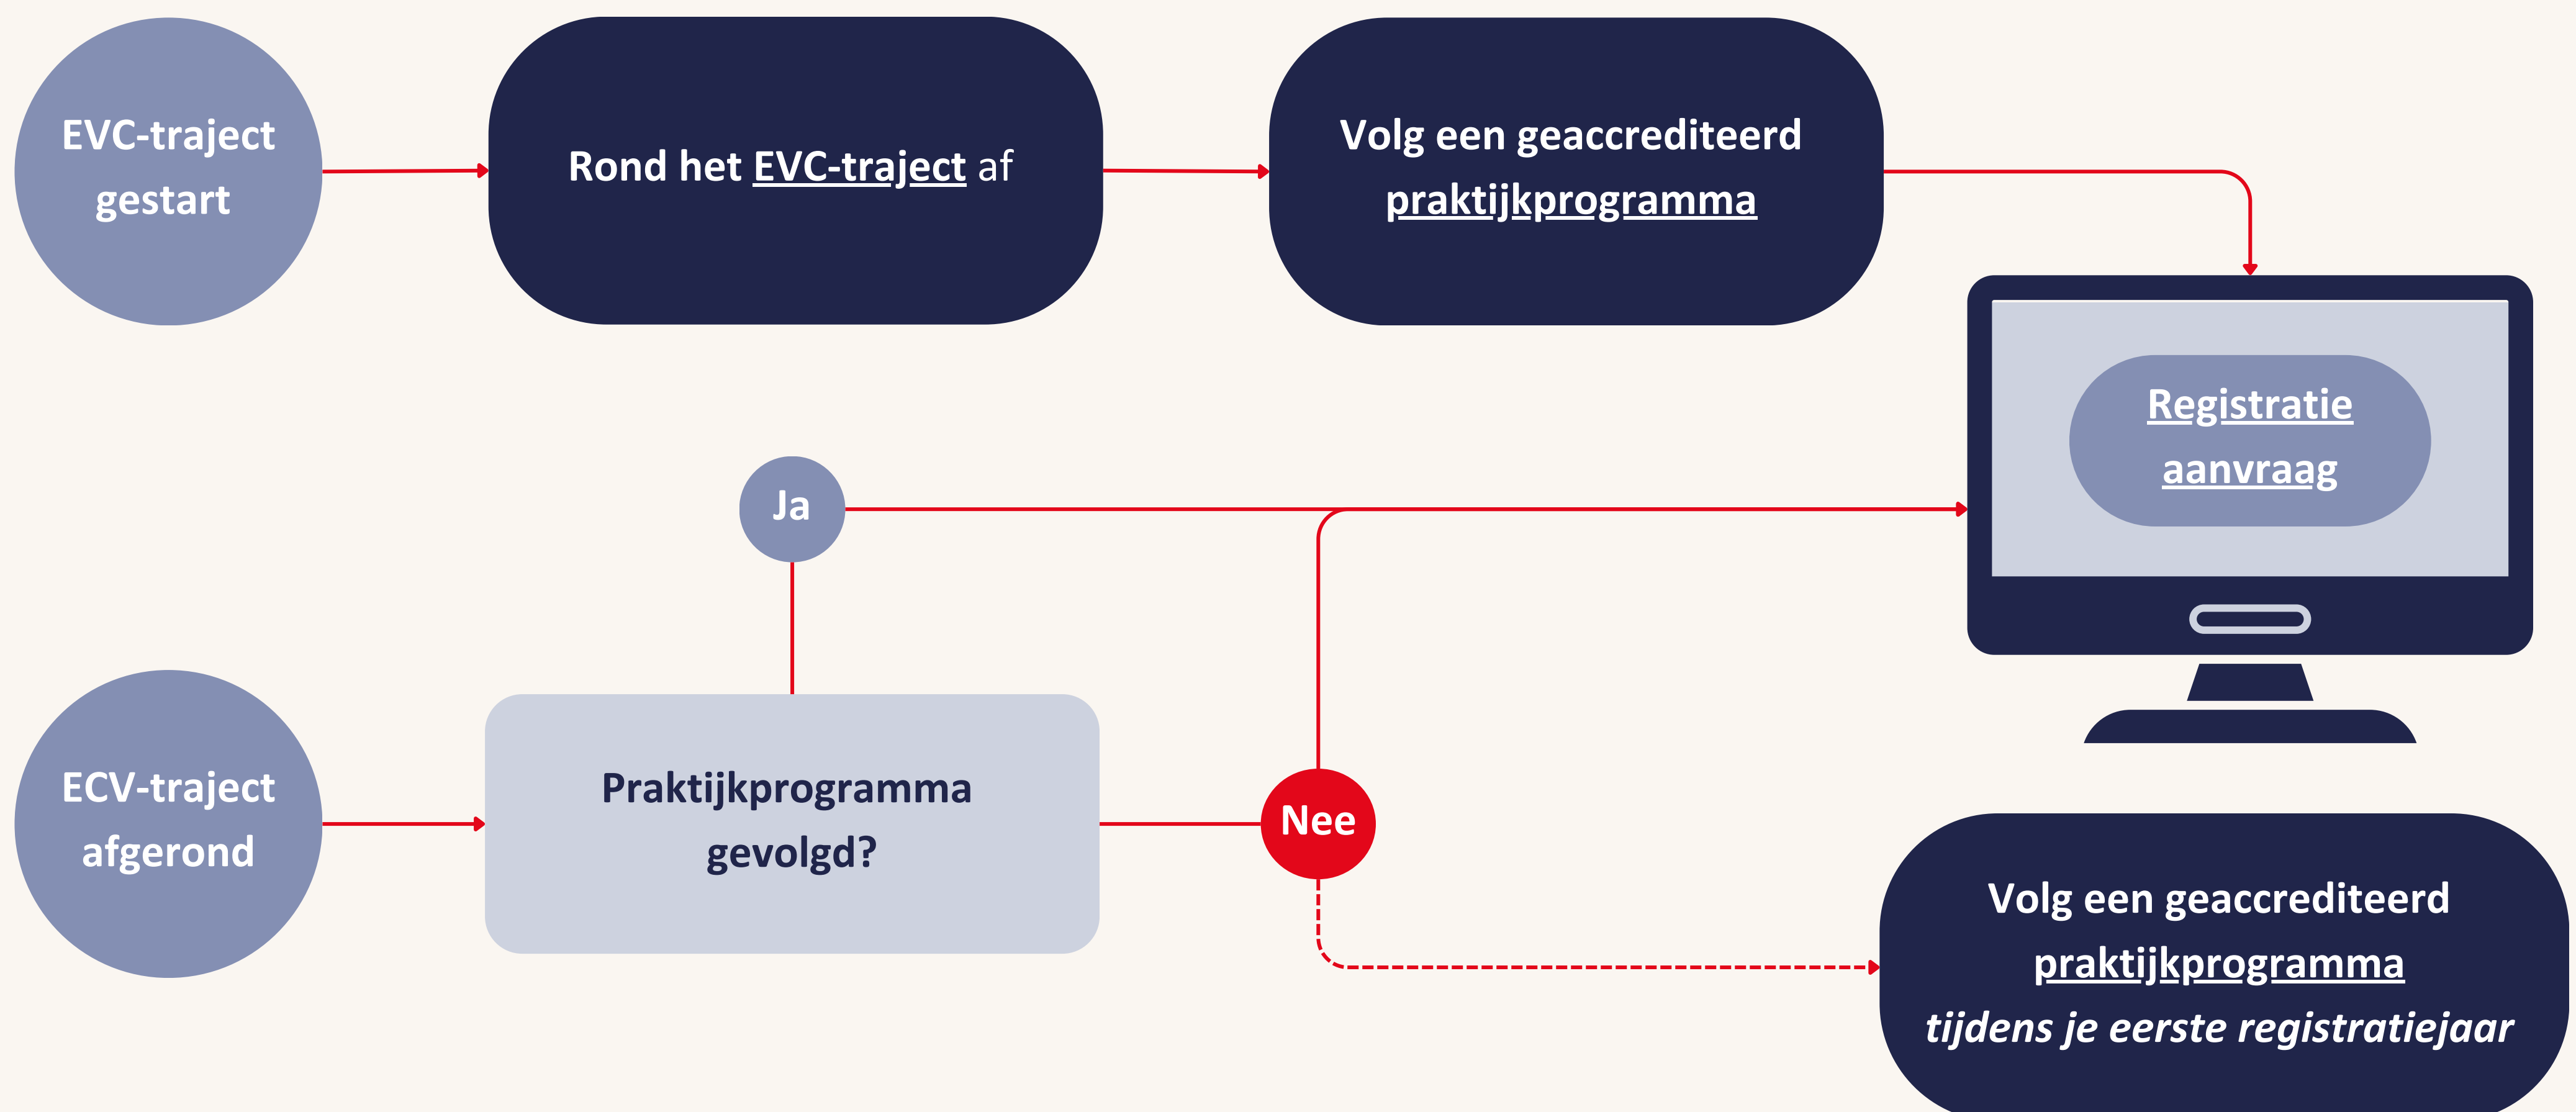 EVC-traject
gestart
Rond het EVC-traject af
Volg een geaccrediteerd
praktijkprogramma
Registratie
aanvraag
Ja
ECV-traject
afgerond
Praktijkprogramma
gevolgd?
Nee
Volg een geaccrediteerd
praktijkprogramma
tijdens je eerste registratiejaar